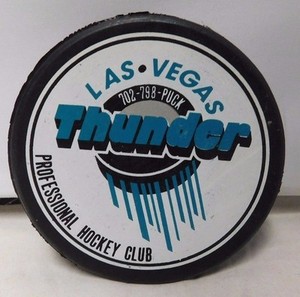 LAS • VEGAS
702-798-PUCK
Thunder
PROFESSIONAL HOCKEY CLUB